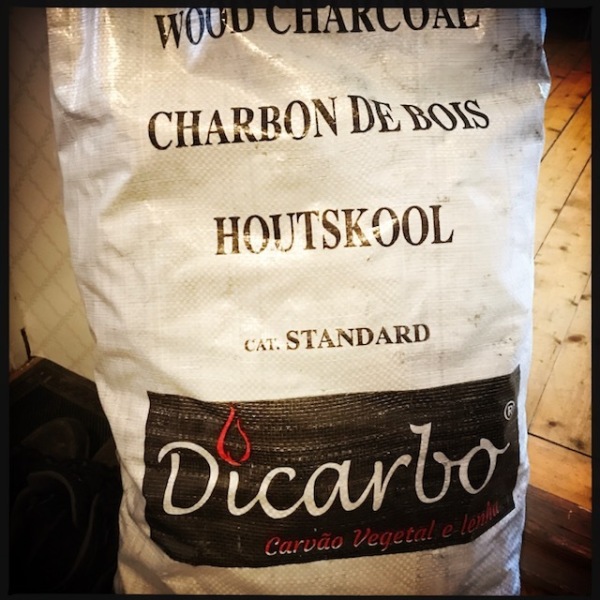 WOOD CHARCOAL
CHARBON DE BOIS
HOUTSKOOL
CAT. STANDARD
Dicarbo®
Carvão Vegetal e lenha